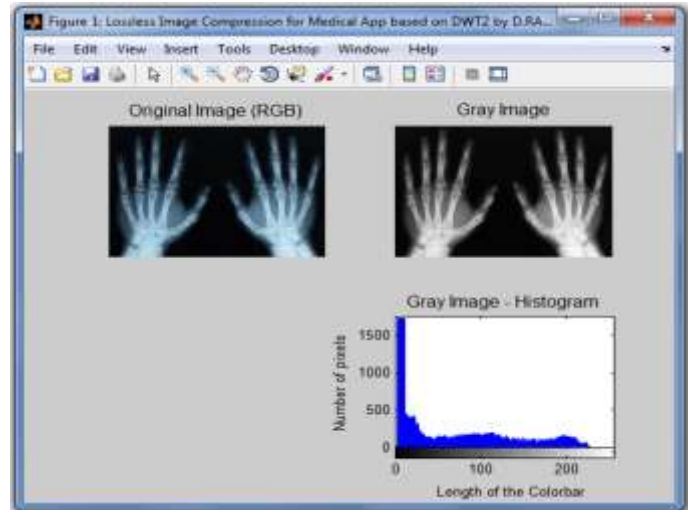 Figure 1: Lossless Image Compression for Medical App based on DWT2 by D.RA...
File Edit View Insert Tools Desktop Window Help
Original Image (RGB)
Gray Image
Gray Image - Histogram
Number of pixels
1500
1000
500
0
0 100 200
Length of the Colorbar